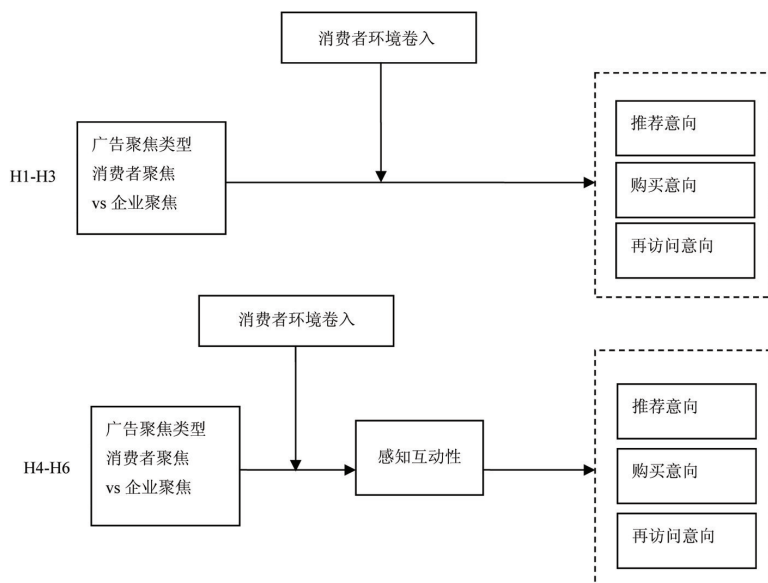 消费者环境卷入
H1-H3
广告聚焦类型
消费者聚焦
vs 企业聚焦
推荐意向
购买意向
再访问意向
消费者环境卷入
H4-H6
广告聚焦类型
消费者聚焦
vs 企业聚焦
感知互动性
推荐意向
购买意向
再访问意向